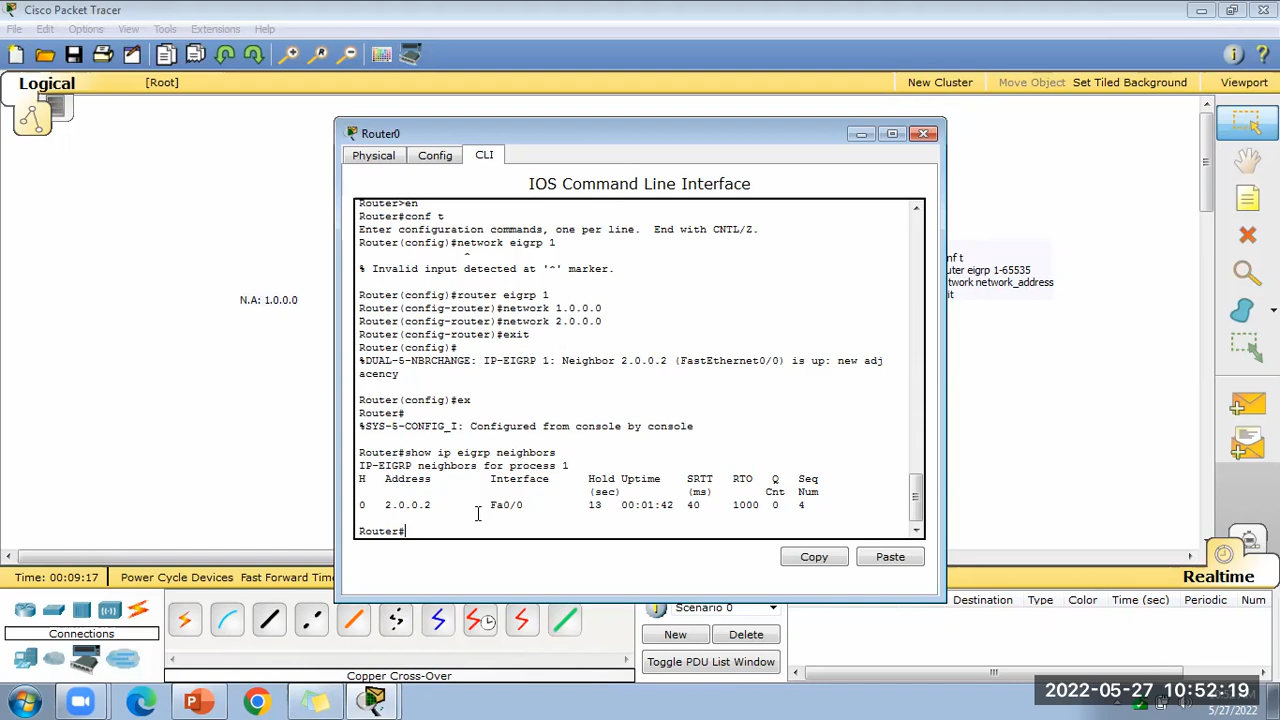 Cisco Packet Tracer
File Edit Options View Tools Extensions Help
Logical
[Root]
New Cluster
Move Object
Set Tiled Background
Viewport
Router0
Physical
Config
CLI
IOS Command Line Interface
Router>en
Router#conf t
Enter configuration commands, one per line. End with CNTL/Z.
Router(config)#network eigrp 1
^
% Invalid input detected at '^' marker.
Router(config)#router eigrp 1
Router(config-router)#network 1.0.0.0
Router(config-router)#network 2.0.0.0
Router(config-router)#exit
Router(config)#
%DUAL-5-NBRCHANGE: IP-EIGRP 1: Neighbor 2.0.0.2 (FastEthernet0/0) is up: new adj
acency
Router(config)#ex
Router#
%SYS-5-CONFIG_I: Configured from console by console
Router#show ip eigrp neighbors
IP-EIGRP neighbors for process 1
H Address Interface Hold Uptime SRTT RTO Q Seq
(sec) (ms) Cnt Num
0 2.0.0.2 Fa0/0 13 00:01:42 40 1000 0 4
Router#
Copy
Paste
N.A: 1.0.0.0
nf t
uter eigrp 1-65535
twork network_address
it
Time: 00:09:17
Power Cycle Devices
Fast Forward Tim
Realtime
Connections
Copper Cross-Over
Scenario 0
New
Delete
Toggle PDU List Window
Destination Type Color Time (sec) Periodic Num
2022-05-27 10:52:19
5/27/2022